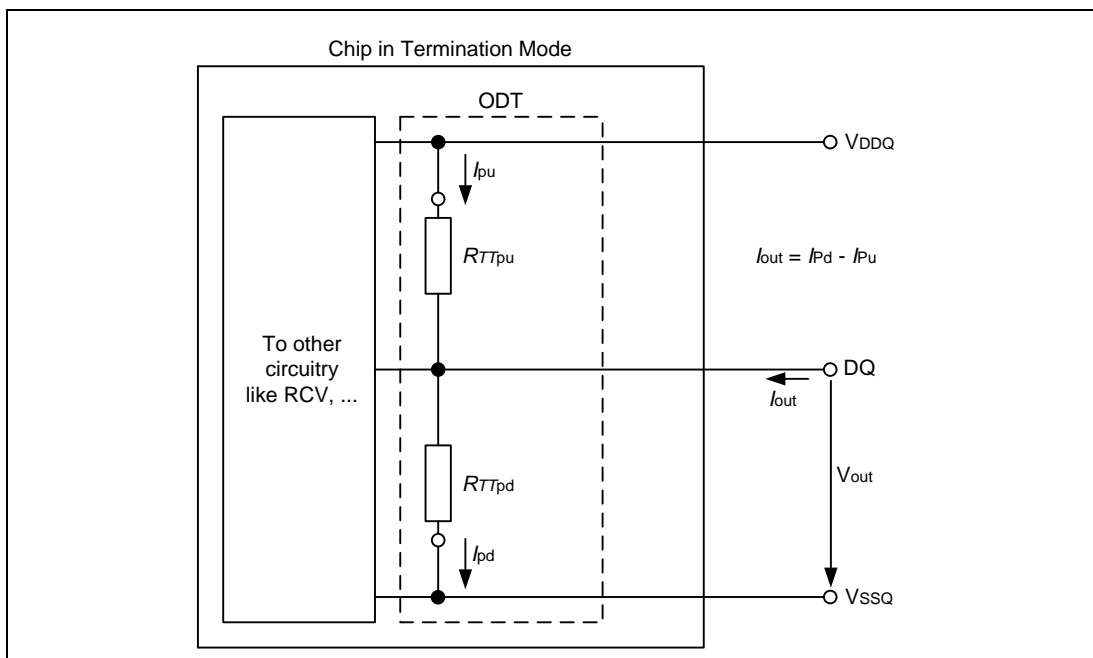 Chip in Termination Mode
ODT
VDDQ
Ipu
RTTpu
Iout = IPd - IPu
To other
circuitry
like RCV, ...
DQ
Iout
RTTpd
Vout
Ipd
VSSQ